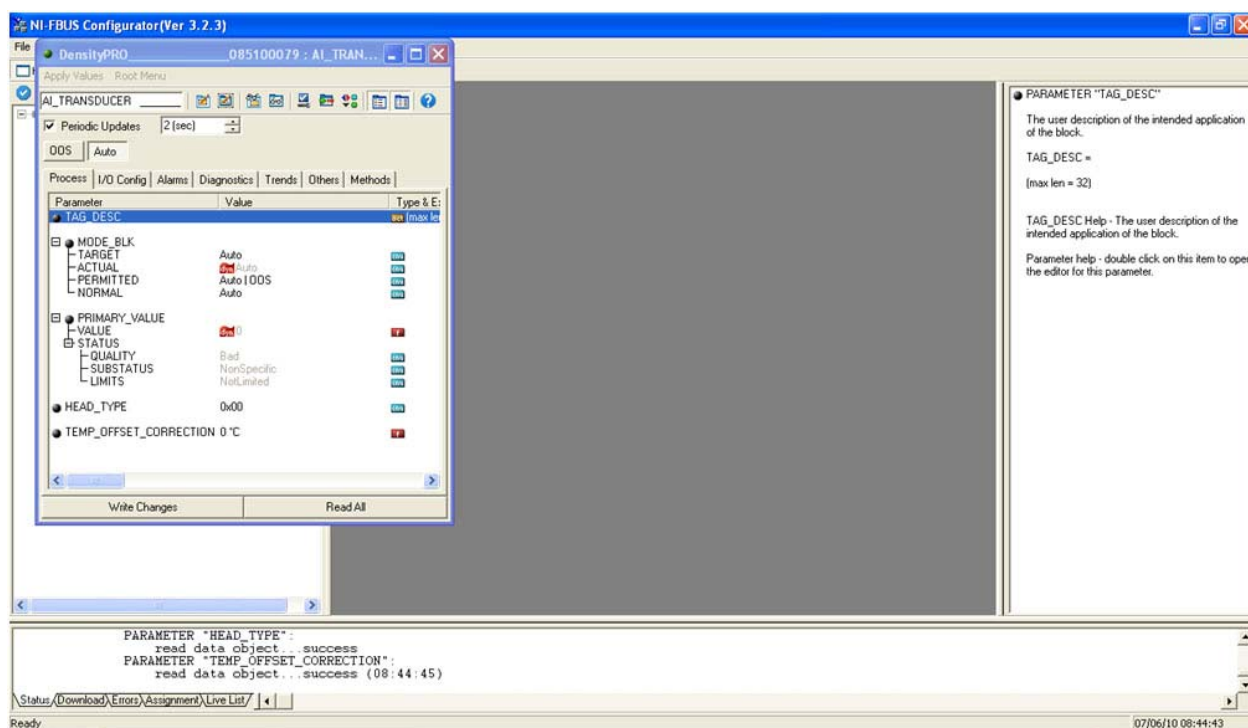 NI-FBUS Configurator(Ver 3.2.3)
File
DensityPRO__________085100079 : AI_TRAN...
Apply Values Root Menu
AI_TRANSDUCER ______
Periodic Updates 2 (sec)
OOS Auto
Process I/O Config Alarms Diagnostics Trends Others Methods
Parameter Value Type & E:
TAG_DESC (max le
MODE_BLK
TARGET Auto
ACTUAL Auto
PERMITTED Auto | OOS
NORMAL Auto
PRIMARY_VALUE
VALUE 0
STATUS
QUALITY Bad
SUBSTATUS NonSpecific
LIMITS NotLimited
HEAD_TYPE 0x00
TEMP_OFFSET_CORRECTION 0 °C
Write Changes Read All
PARAMETER "TAG_DESC"
The user description of the intended application
of the block.
TAG_DESC =
(max len = 32)
TAG_DESC Help - The user description of the
intended application of the block.
Parameter help - double click on this item to open
the editor for this parameter.
PARAMETER "HEAD_TYPE":
read data object...success
PARAMETER "TEMP_OFFSET_CORRECTION":
read data object...success (08:44:45)
Status Download Errors Assignment Live List
Ready 07/06/10 08:44:43